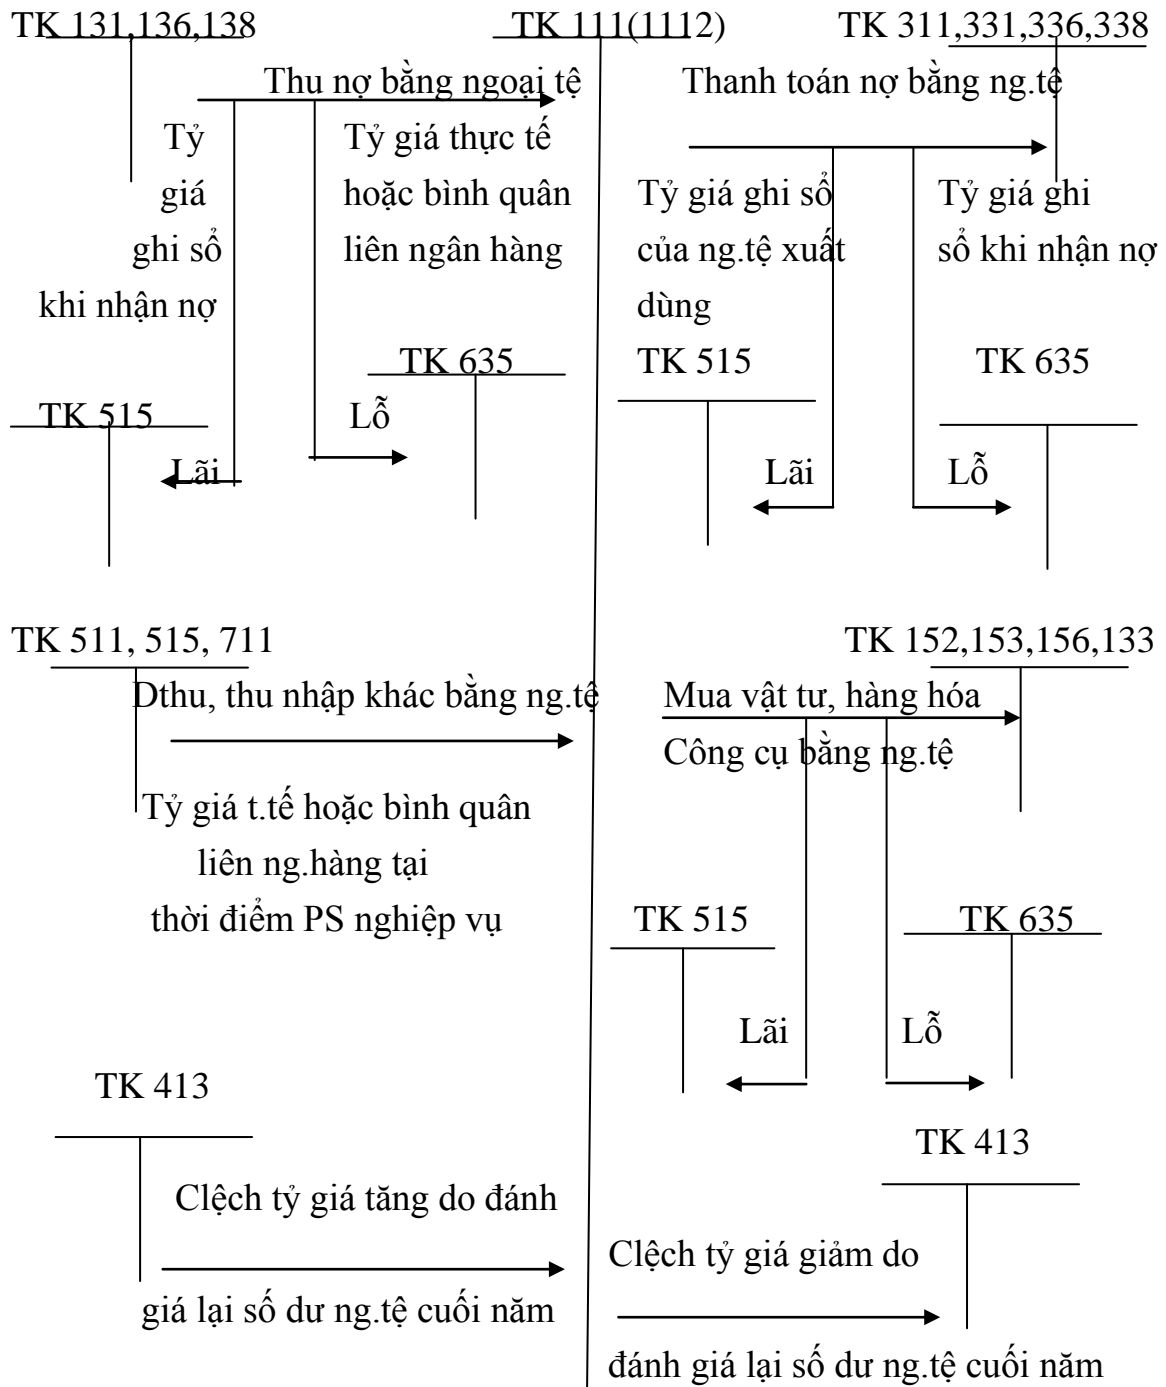 TK 131,136,138
TK 111(1112)
TK 311,331,336,338
Thu nợ bằng ngoại tệ
Thanh toán nợ bằng ng.tệ
Tỷ
giá
ghi sổ
khi nhận nợ
Tỷ giá thực tế
hoặc bình quân
liên ngân hàng
Tỷ giá ghi sổ
của ng.tệ xuất
dùng
Tỷ giá ghi
sổ khi nhận nợ
TK 515
Lãi
TK 635
Lỗ
TK 515
Lãi
TK 635
Lỗ
TK 511, 515, 711
Dthu, thu nhập khác bằng ng.tệ
Tỷ giá t.tế hoặc bình quân
liên ng.hàng tại
thời điểm PS nghiệp vụ
TK 152,153,156,133
Mua vật tư, hàng hóa
Công cụ bằng ng.tệ
TK 515
Lãi
TK 635
Lỗ
TK 413
Clệch tỷ giá tăng do đánh
giá lại số dư ng.tệ cuối năm
TK 413
Clệch tỷ giá giảm do
đánh giá lại số dư ng.tệ cuối năm